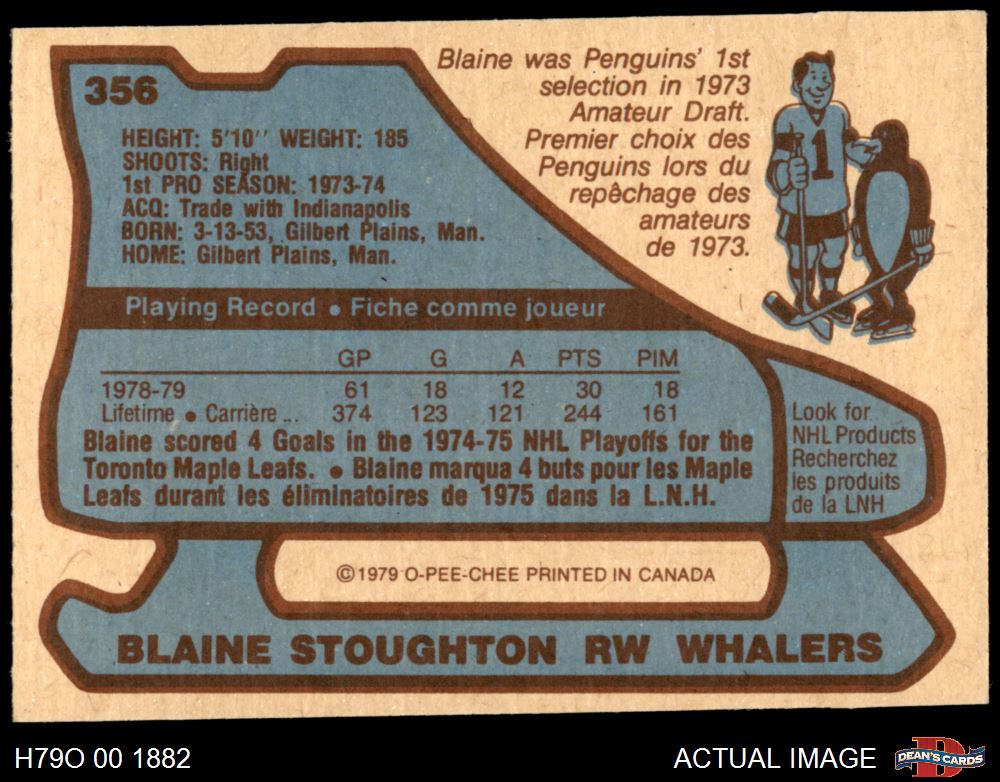 356
Blaine was Penguins' 1st
selection in 1973
Amateur Draft.
Premier choix des
Penguins lors du
repêchage des
amateurs
de 1973.
1
HEIGHT: 5'10'' WEIGHT: 185
SHOOTS: Right
1st PRO SEASON: 1973-74
ACQ: Trade with Indianapolis
BORN: 3-13-53, Gilbert Plains, Man.
HOME: Gilbert Plains, Man.
Playing Record • Fiche comme joueur
GP G A PTS PIM
1978-79 61 18 12 30 18
Lifetime • Carrière ... 374 123 121 244 161
Blaine scored 4 Goals in the 1974-75 NHL Playoffs for the
Toronto Maple Leafs. • Blaine marqua 4 buts pour les Maple
Leafs durant les éliminatoires de 1975 dans la L.N.H.
Look for
NHL Products
Recherchez
les produits
de la LNH
©1979 O-PEE-CHEE PRINTED IN CANADA
BLAINE STOUGHTON RW WHALERS
H79O 00 1882
ACTUAL IMAGE
D
DEAN'S CARDS